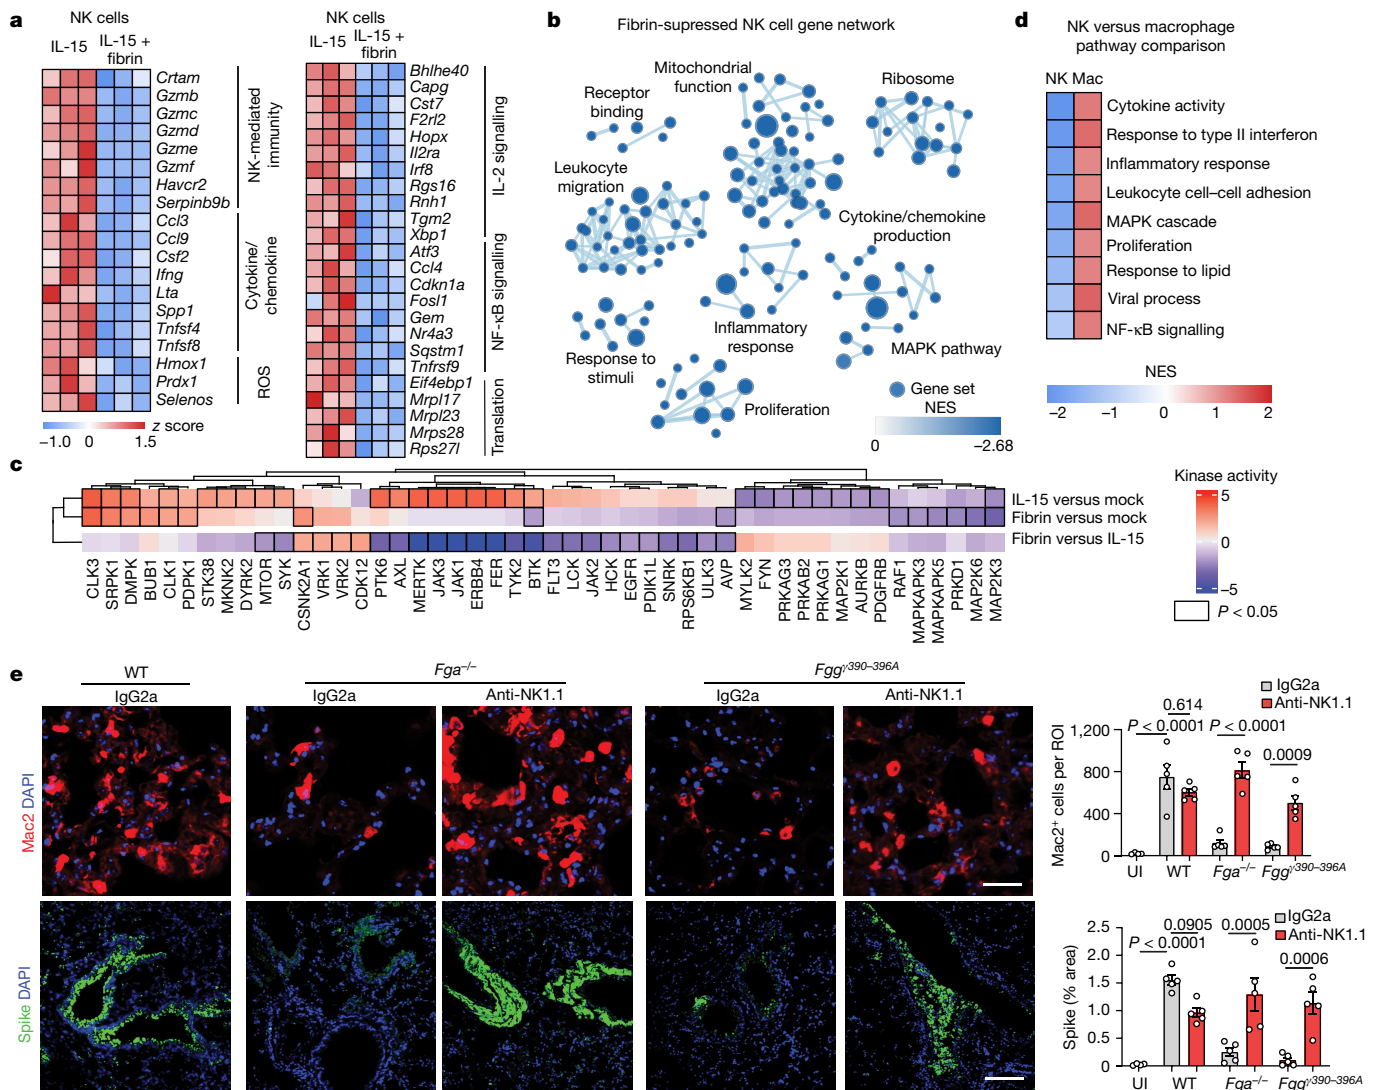 a
NK cells
IL-15
IL-15 +
fibrin
Crtam
Gzmb
Gzmc
Gzmd
Gzme
Gzmf
Havcr2
Serpinb9b
Ccl3
Ccl9
Csf2
Ifng
Lta
Spp1
Tnfsf4
Tnfsf8
Hmox1
Prdx1
Selenos
NK-mediated
immunity
Cytokine/
chemokine
ROS
z score
−1.0 0 1.5
NK cells
IL-15
IL-15 +
fibrin
Bhlhe40
Capg
Cst7
F2rl2
Hopx
Il2ra
Irf8
Rgs16
Rnh1
Tgm2
Xbp1
Atf3
Ccl4
Cdkn1a
Fosl1
Gem
Nr4a3
Sqstm1
Tnfrsf9
Eif4ebp1
Mrpl17
Mrpl23
Mrps28
Rps27l
IL-2 signalling
NF-κB signalling
Translation
b
Fibrin-supressed NK cell gene network
Mitochondrial
function
Receptor
binding
Ribosome
Leukocyte
migration
Cytokine/chemokine
production
Inflammatory
response
Response to
stimuli
MAPK pathway
Proliferation
Gene set
NES
0 −2.68
d
NK versus macrophage
pathway comparison
NK Mac
Cytokine activity
Response to type II interferon
Inflammatory response
Leukocyte cell–cell adhesion
MAPK cascade
Proliferation
Response to lipid
Viral process
NF-κB signalling
NES
−2 −1 0 1 2
c
IL-15 versus mock
Fibrin versus mock
Fibrin versus IL-15
CLK3
SRPK1
DMPK
BUB1
CLK1
PDPK1
STK38
MKNK2
DYRK2
MTOR
SYK
CSNK2A1
VRK1
VRK2
CDK12
PTK6
AXL
MERTK
JAK3
JAK1
ERBB4
FER
TYK2
BTK
FLT3
LCK
JAK2
HCK
EGFR
PDIK1L
SNRK
RPS6KB1
ULK3
AVP
MYLK2
FYN
PRKAG3
PRKAB2
PRKAG1
MAP2K1
AURKB
PDGFRB
RAF1
MAPKAPK3
MAPKAPK5
PRKD1
MAP2K6
MAP2K3
Kinase activity
5
0
−5
P < 0.05
e
WT
IgG2a
Fga−/−
IgG2a
Anti-NK1.1
Fggγ390–396A
IgG2a
Anti-NK1.1
Mac2 DAPI
Spike DAPI
IgG2a
Anti-NK1.1
0.614
P < 0.0001
P < 0.0001
0.0009
Mac2+ cells per ROI
1,200
800
400
0
UI WT Fga−/− Fggγ390–396A
IgG2a
Anti-NK1.1
0.0905
0.0005
P < 0.0001
0.0006
Spike (% area)
2.5
2.0
1.5
1.0
0.5
0
UI WT Fga−/− Fggγ390–396A